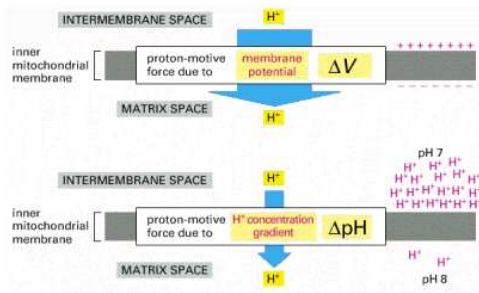 H+
INTERMEMBRANE SPACE
+ + + + + + + +
inner
mitochondrial
membrane
proton-motive
force due to
membrane
potential
ΔV
– – – – – – – –
MATRIX SPACE
H+
pH 7
INTERMEMBRANE SPACE
H+
H+ H+ H+
H+ H+ H+ H+
H+ H+ H+ H+ H+
H+ H+ H+ H+ H+ H+
inner
mitochondrial
membrane
proton-motive
force due to
H+ concentration
gradient
ΔpH
MATRIX SPACE
H+
H+ H+
pH 8